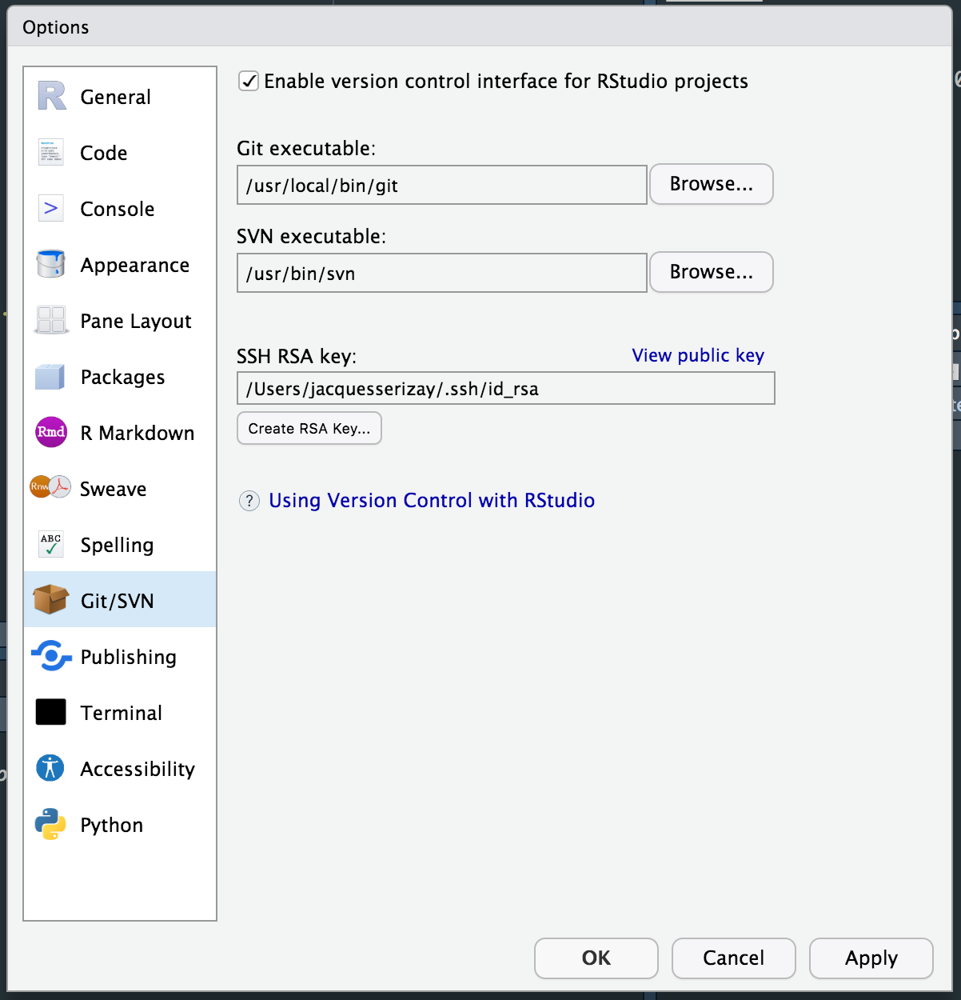 Options
General
Code
Console
Appearance
Pane Layout
Packages
Rmd
R Markdown
Rnw
Sweave
ABC
Spelling
Git/SVN
Publishing
Terminal
Accessibility
Python
Enable version control interface for RStudio projects
Git executable:
/usr/local/bin/git
Browse...
SVN executable:
/usr/bin/svn
Browse...
SSH RSA key:
View public key
/Users/jacquesserizay/.ssh/id_rsa
Create RSA Key...
? Using Version Control with RStudio
OK
Cancel
Apply